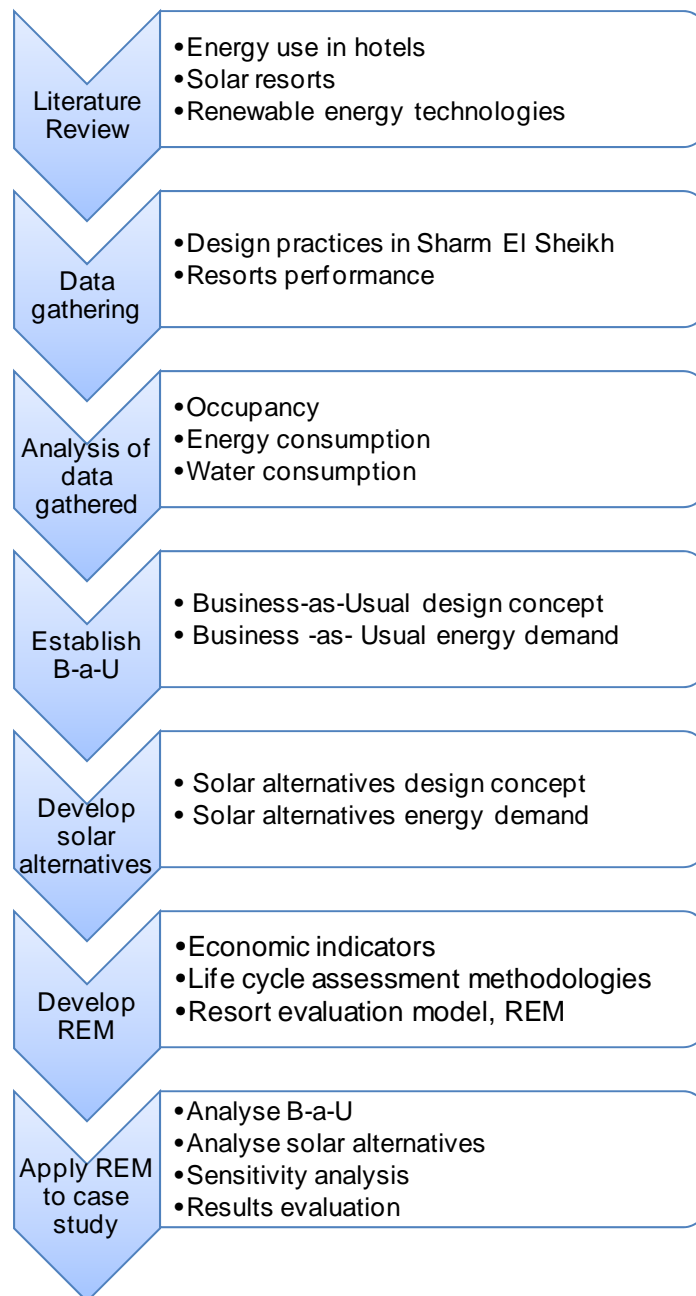 Literature
Review
•Energy use in hotels
•Solar resorts
•Renewable energy technologies
Data
gathering
•Design practices in Sharm El Sheikh
•Resorts performance
Analysis of
data
gathered
•Occupancy
•Energy consumption
•Water consumption
Establish
B-a-U
• Business-as-Usual design concept
• Business -as- Usual energy demand
Develop
solar
alternatives
• Solar alternatives design concept
• Solar alternatives energy demand
Develop
REM
•Economic indicators
•Life cycle assessment methodologies
•Resort evaluation model, REM
Apply REM
to case
study
•Analyse B-a-U
•Analyse solar alternatives
•Sensitivity analysis
•Results evaluation